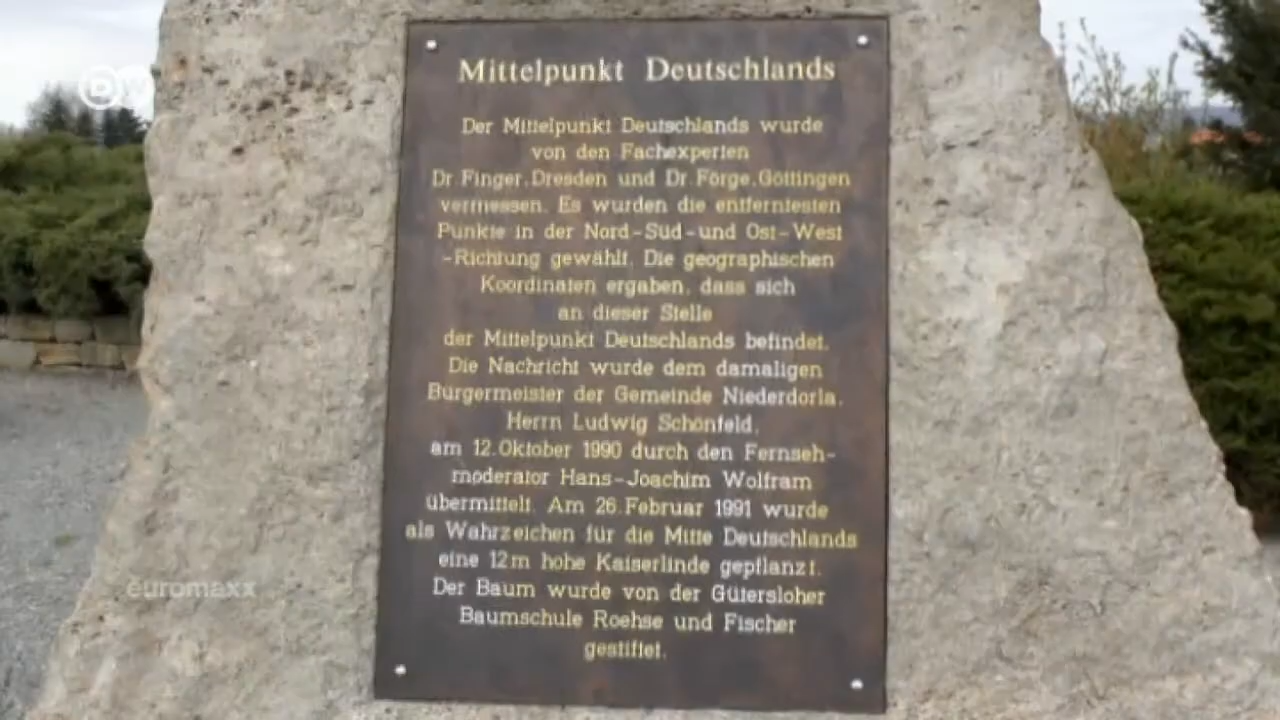 DW
Mittelpunkt Deutschlands
Der Mittelpunkt Deutschlands wurde
von den Fachexperten
Dr. Finger, Dresden und Dr. Förge, Göttingen
vermessen. Es wurden die entferntesten
Punkte in der Nord-Süd-und Ost-West
-Richtung gewählt. Die geographischen
Koordinaten ergaben, dass sich
an dieser Stelle
der Mittelpunkt Deutschlands befindet.
Die Nachricht wurde dem damaligen
Bürgermeister der Gemeinde Niederdorla,
Herrn Ludwig Schönfeld,
am 12. Oktober 1990 durch den Fernseh-
moderator Hans-Joachim Wolfram
übermittelt. Am 26. Februar 1991 wurde
als Wahrzeichen für die Mitte Deutschlands
eine 12m hohe Kaiserlinde gepflanzt.
Der Baum wurde von der Gütersloher
Baumschule Roehse und Fischer
gestiftet.
euromaxx